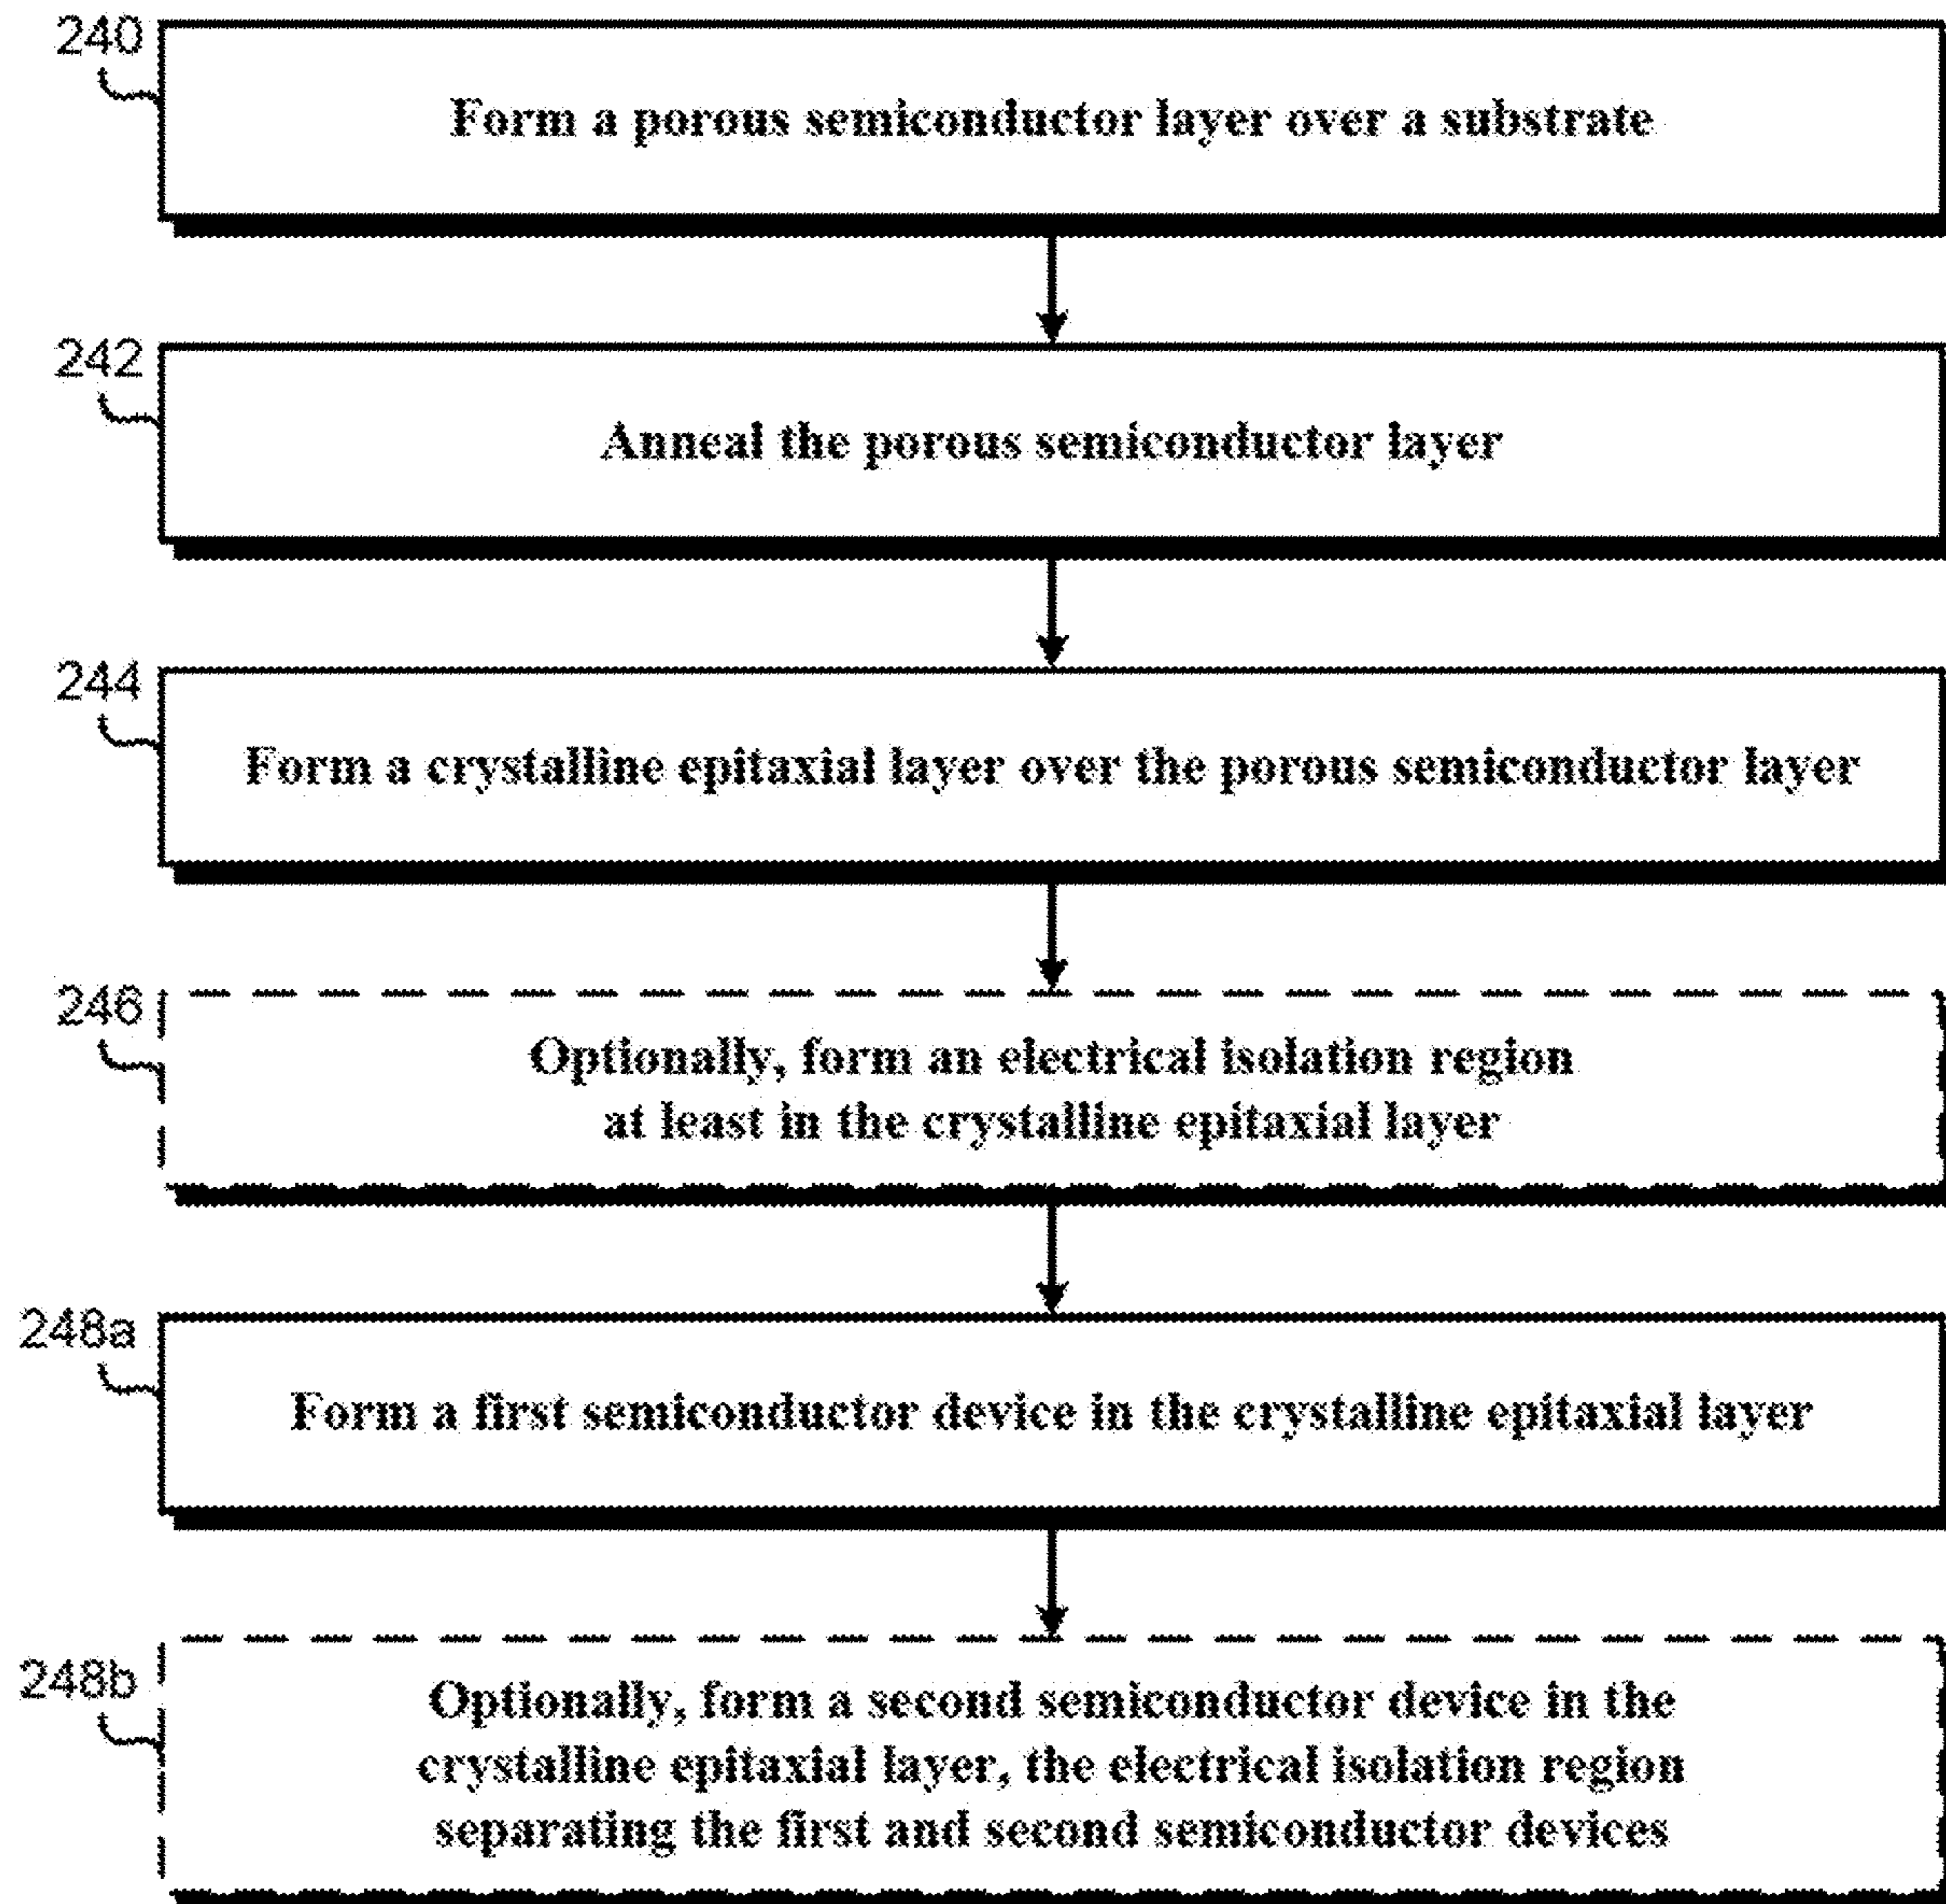 240
Form a porous semiconductor layer over a substrate
242
Anneal the porous semiconductor layer
244
Form a crystalline epitaxial layer over the porous semiconductor layer
246
Optionally, form an electrical isolation region
at least in the crystalline epitaxial layer
248a
Form a first semiconductor device in the crystalline epitaxial layer
248b
Optionally, form a second semiconductor device in the
crystalline epitaxial layer, the electrical isolation region
separating the first and second semiconductor devices